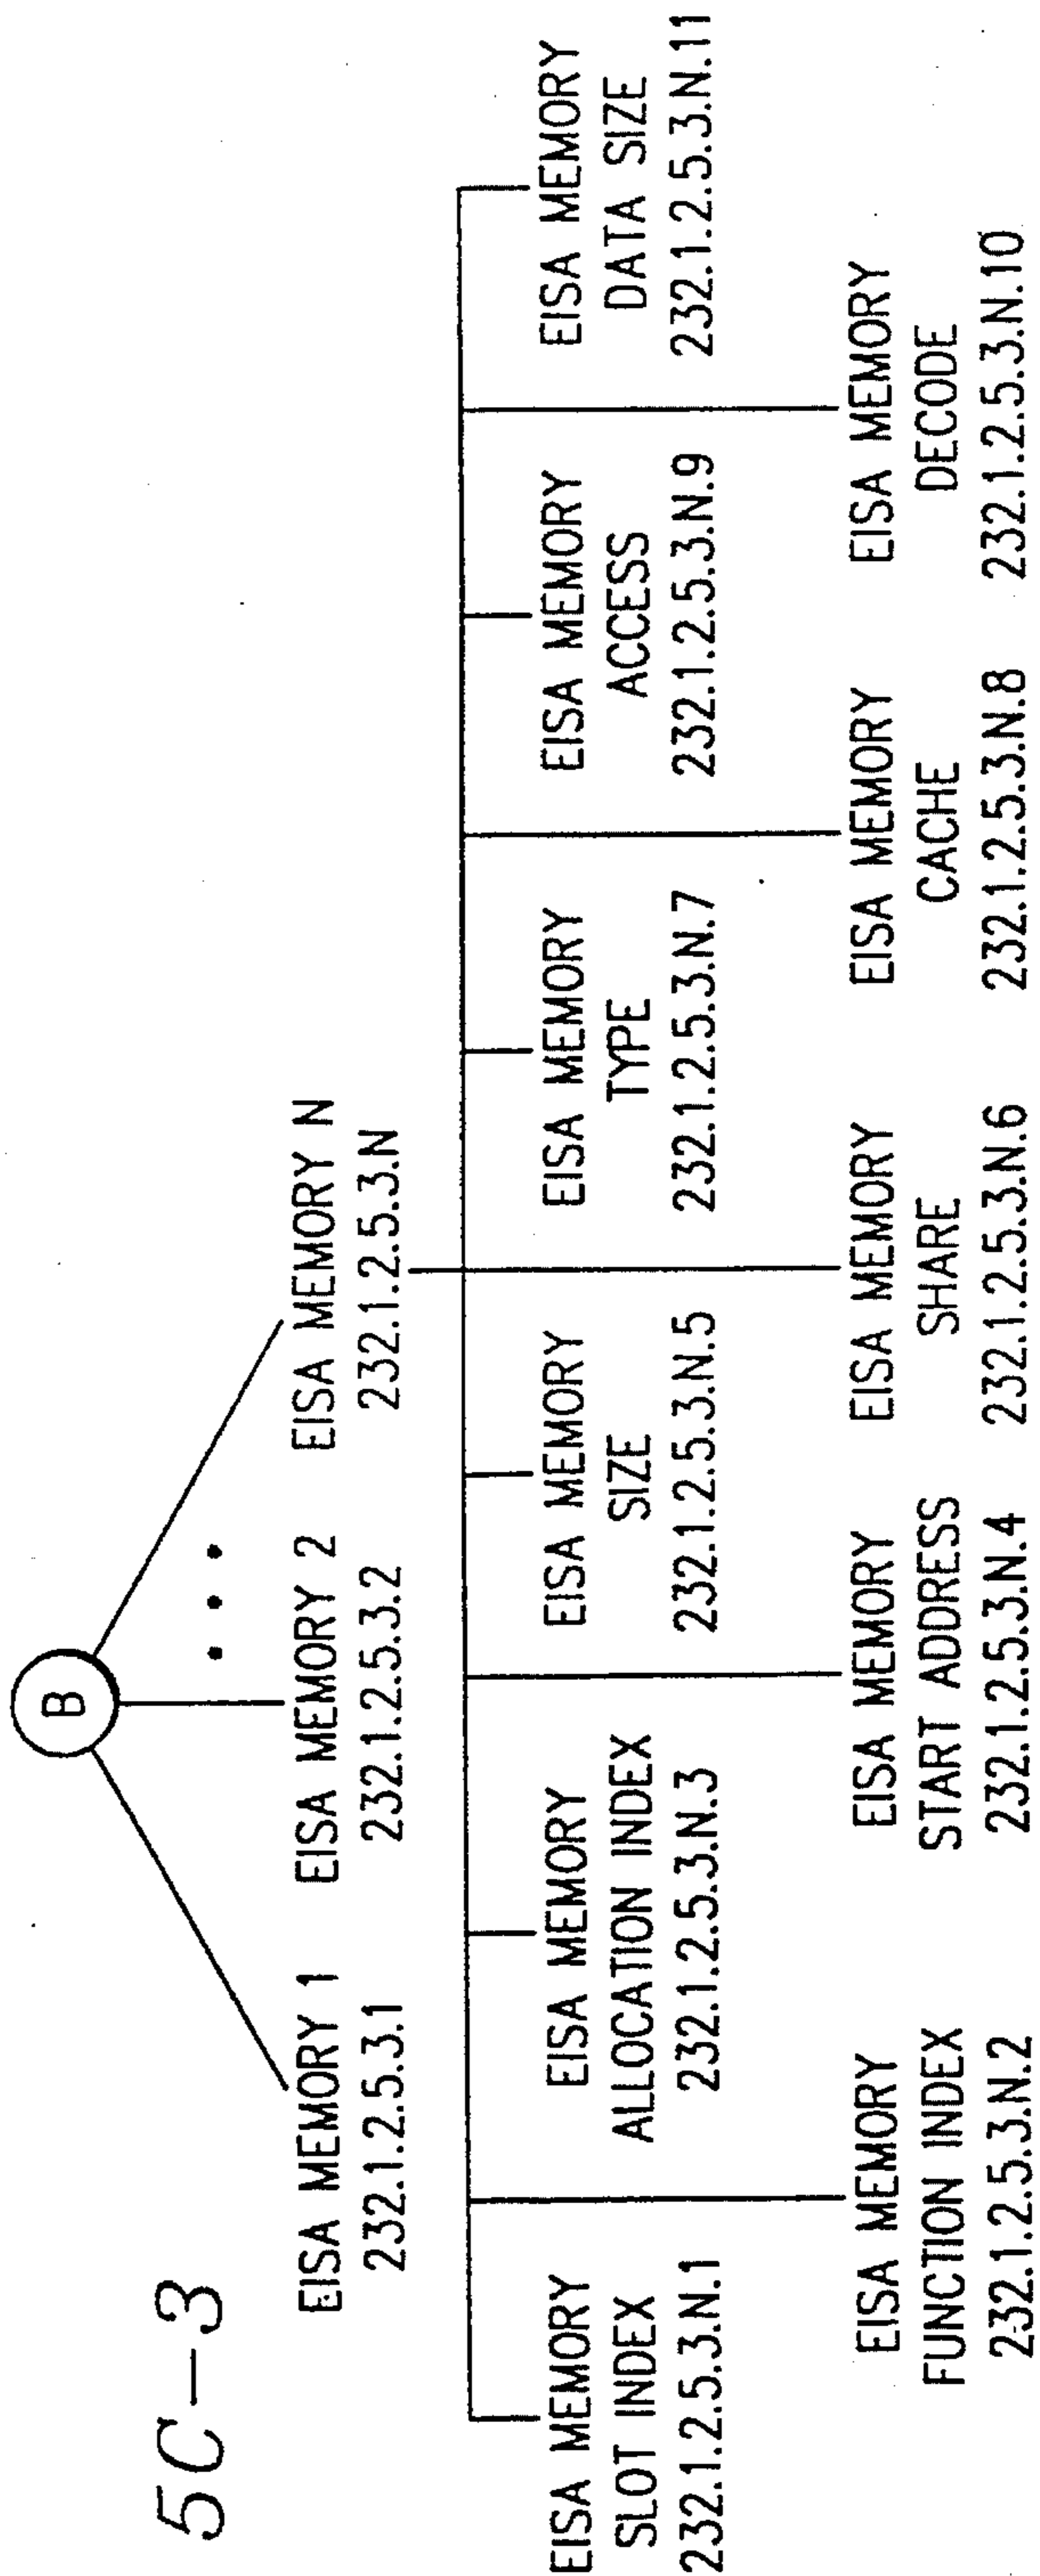 5C-3
B
EISA MEMORY 1
232.1.2.5.3.1
EISA MEMORY 2
232.1.2.5.3.2
EISA MEMORY N
232.1.2.5.3.N
EISA MEMORY
SLOT INDEX
232.1.2.5.3.N.1
EISA MEMORY
FUNCTION INDEX
232.1.2.5.3.N.2
EISA MEMORY
ALLOCATION INDEX
232.1.2.5.3.N.3
EISA MEMORY
START ADDRESS
232.1.2.5.3.N.4
EISA MEMORY
SIZE
232.1.2.5.3.N.5
EISA MEMORY
SHARE
232.1.2.5.3.N.6
EISA MEMORY
TYPE
232.1.2.5.3.N.7
EISA MEMORY
CACHE
232.1.2.5.3.N.8
EISA MEMORY
ACCESS
232.1.2.5.3.N.9
EISA MEMORY
DECODE
232.1.2.5.3.N.10
EISA MEMORY
DATA SIZE
232.1.2.5.3.N.11